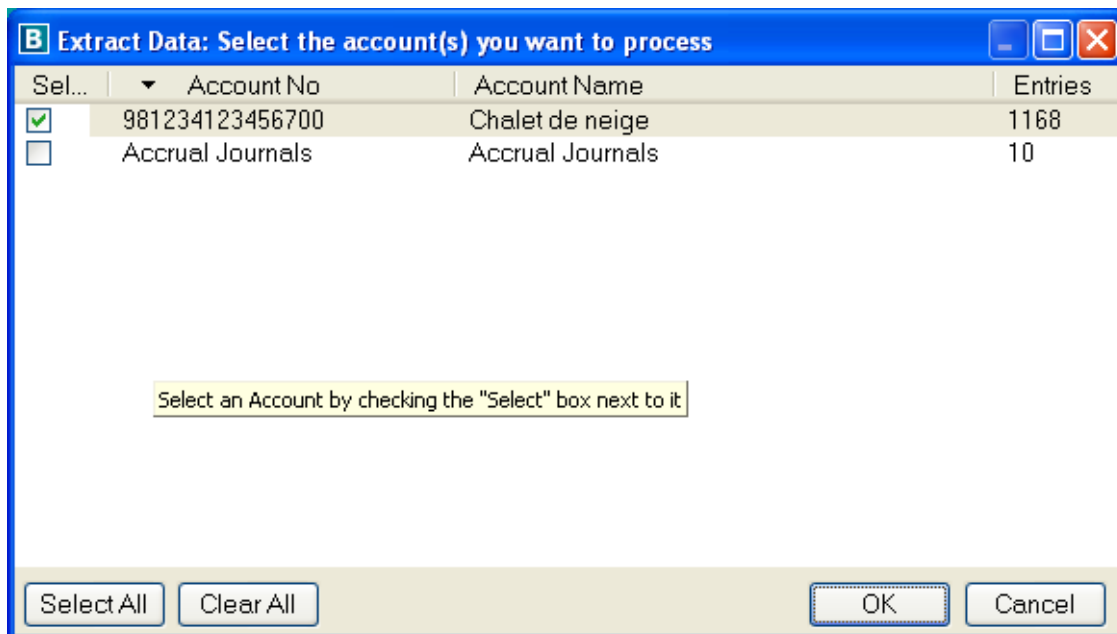 B Extract Data: Select the account(s) you want to process
Sel... Account No Account Name Entries
981234123456700 Chalet de neige 1168
Accrual Journals Accrual Journals 10
Select an Account by checking the "Select" box next to it
Select All Clear All OK Cancel